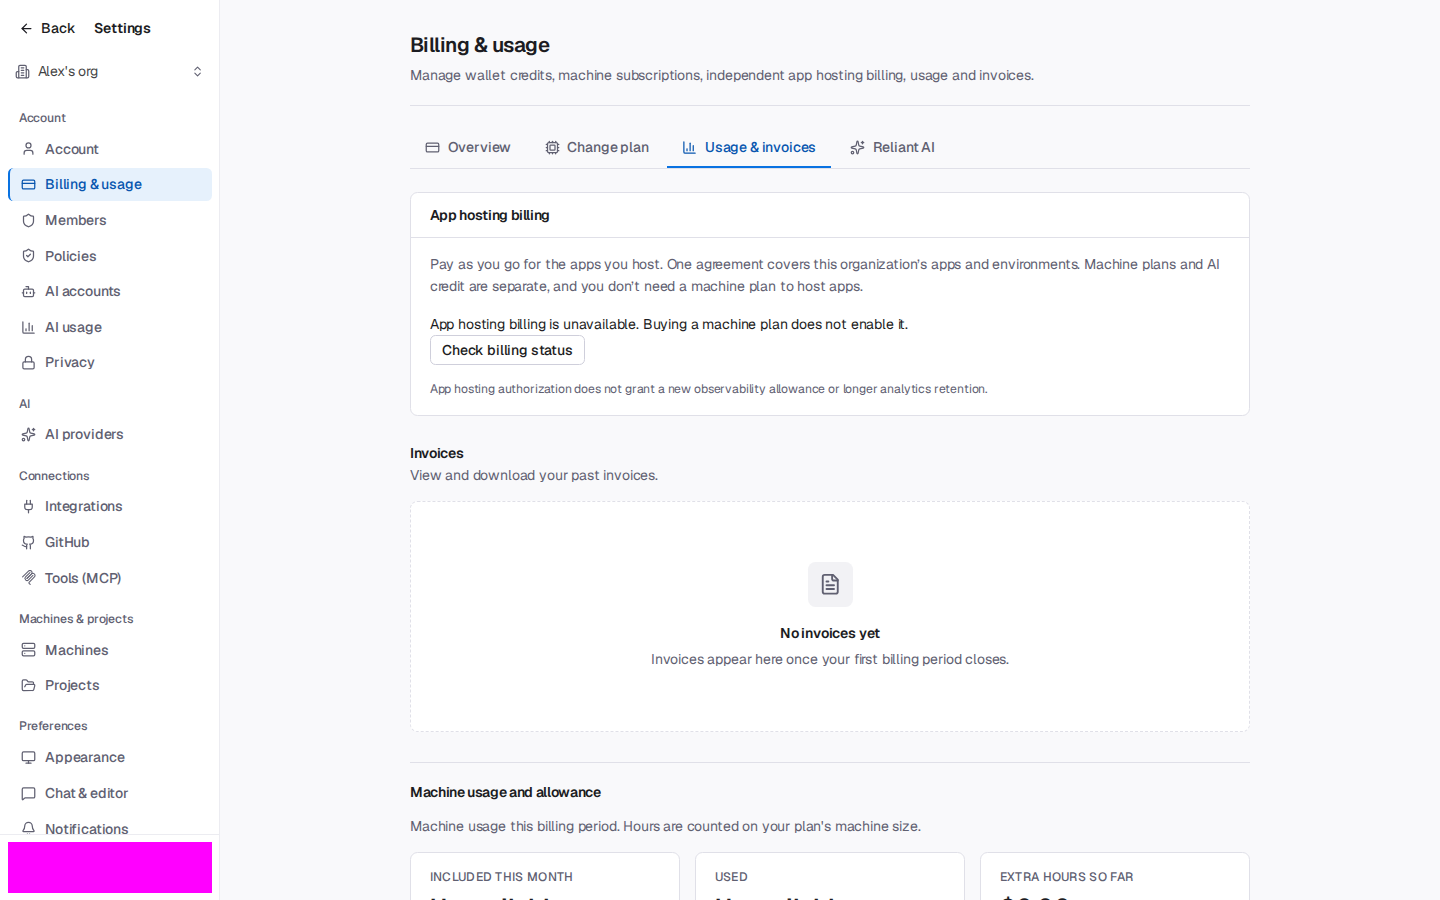 Back Settings
Alex's org
Account
Account
Billing & usage
Members
Policies
AI accounts
AI usage
Privacy
AI
AI providers
Connections
Integrations
GitHub
Tools (MCP)
Machines & projects
Machines
Projects
Preferences
Appearance
Chat & editor
Notifications
Billing & usage
Manage wallet credits, machine subscriptions, independent app hosting billing, usage and invoices.
Overview Change plan Usage & invoices Reliant AI
App hosting billing
Pay as you go for the apps you host. One agreement covers this organization's apps and environments. Machine plans and AI
credit are separate, and you don't need a machine plan to host apps.
App hosting billing is unavailable. Buying a machine plan does not enable it.
Check billing status
App hosting authorization does not grant a new observability allowance or longer analytics retention.
Invoices
View and download your past invoices.
No invoices yet
Invoices appear here once your first billing period closes.
Machine usage and allowance
Machine usage this billing period. Hours are counted on your plan's machine size.
INCLUDED THIS MONTH
USED
EXTRA HOURS SO FAR